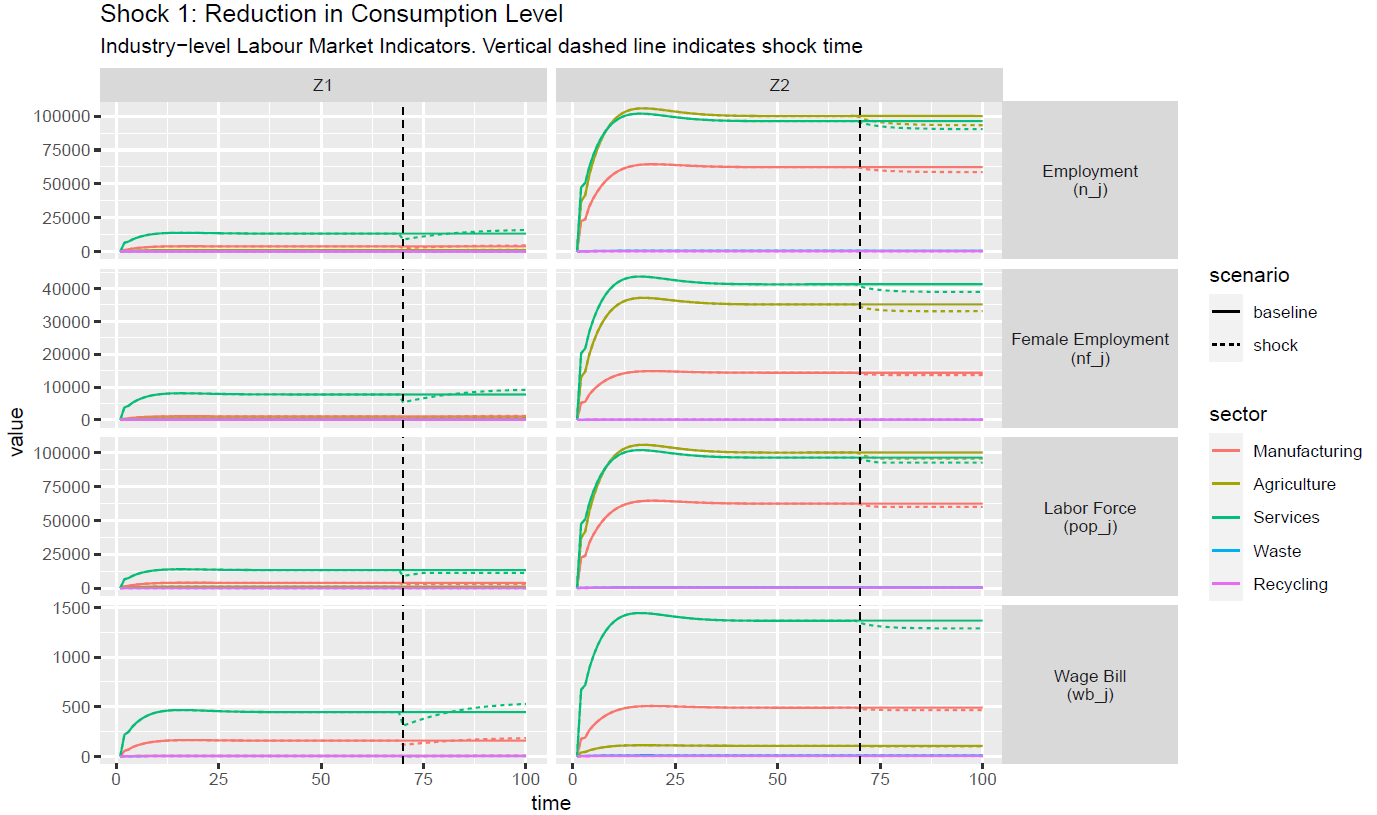 Shock 1: Reduction in Consumption Level
Industry−level Labour Market Indicators. Vertical dashed line indicates shock time
Z1
Z2
100000
75000
50000
25000
0
Employment
(n_j)
40000
30000
20000
10000
0
Female Employment
(nf_j)
100000
75000
50000
25000
0
Labor Force
(pop_j)
1500
1000
500
0
Wage Bill
(wb_j)
0
25
50
75
100
0
25
50
75
100
time
value
scenario
baseline
shock
sector
Manufacturing
Agriculture
Services
Waste
Recycling